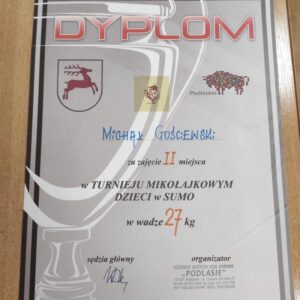 DYPLOM
Podlaskie
MICHAŁ GOŚCIEWSKI
za zajęcie II miejsca
w TURNIEJU MIKOŁAJKOWYM
DZIECI w SUMO
w wadze 27 kg
sędzia główny
organizator
"PODLASIE"